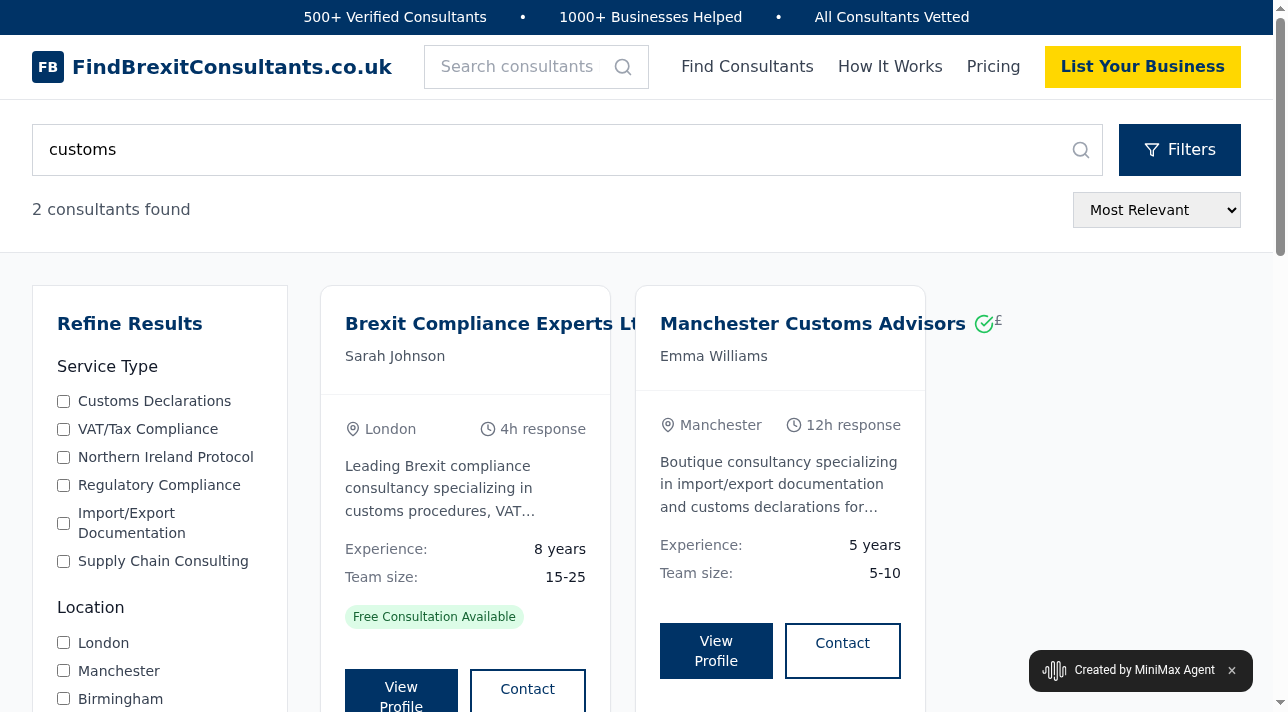 500+ Verified Consultants • 1000+ Businesses Helped • All Consultants Vetted
FB FindBrexitConsultants.co.uk
Search consultants
Find Consultants How It Works Pricing List Your Business
customs
Filters
2 consultants found
Most Relevant
Refine Results
Service Type
Customs Declarations
VAT/Tax Compliance
Northern Ireland Protocol
Regulatory Compliance
Import/Export
Documentation
Supply Chain Consulting
Location
London
Manchester
Birmingham
Brexit Compliance Experts Lt
Sarah Johnson
London 4h response
Leading Brexit compliance
consultancy specializing in
customs procedures, VAT...
Experience: 8 years
Team size: 15-25
Free Consultation Available
View
Profile
Contact
Manchester Customs Advisors £
Emma Williams
Manchester 12h response
Boutique consultancy specializing
in import/export documentation
and customs declarations for...
Experience: 5 years
Team size: 5-10
View
Profile
Contact
Created by MiniMax Agent ×